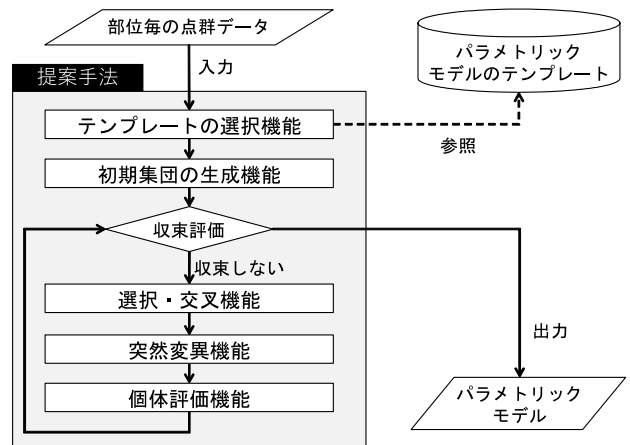 部位毎の点群データ
入力
パラメトリック
モデルのテンプレート
提案手法
テンプレートの選択機能
参照
初期集団の生成機能
収束評価
収束しない
選択・交叉機能
出力
突然変異機能
個体評価機能
パラメトリック
モデル